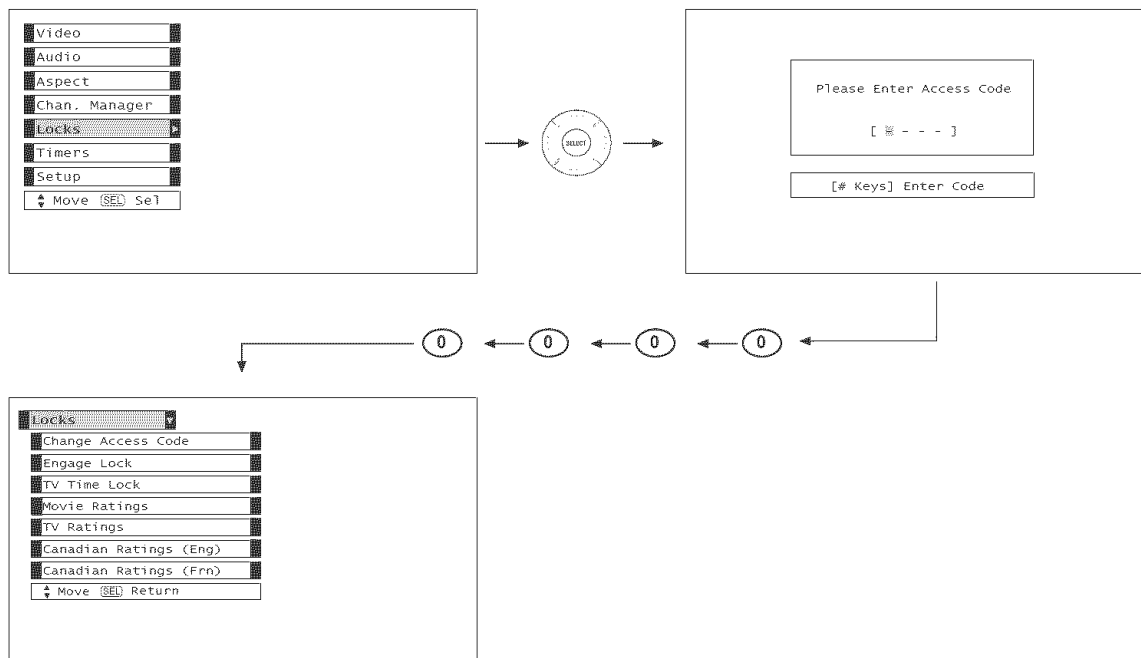 Video
Audio
Aspect
Chan. Manager
Locks
Timers
Setup
Move SEL Sel
SELECT
Please Enter Access Code
[ - - - ]
[# Keys] Enter Code
0 0 0 0
Locks
Change Access Code
Engage Lock
TV Time Lock
Movie Ratings
TV Ratings
Canadian Ratings (Eng)
Canadian Ratings (Frn)
Move SEL Return